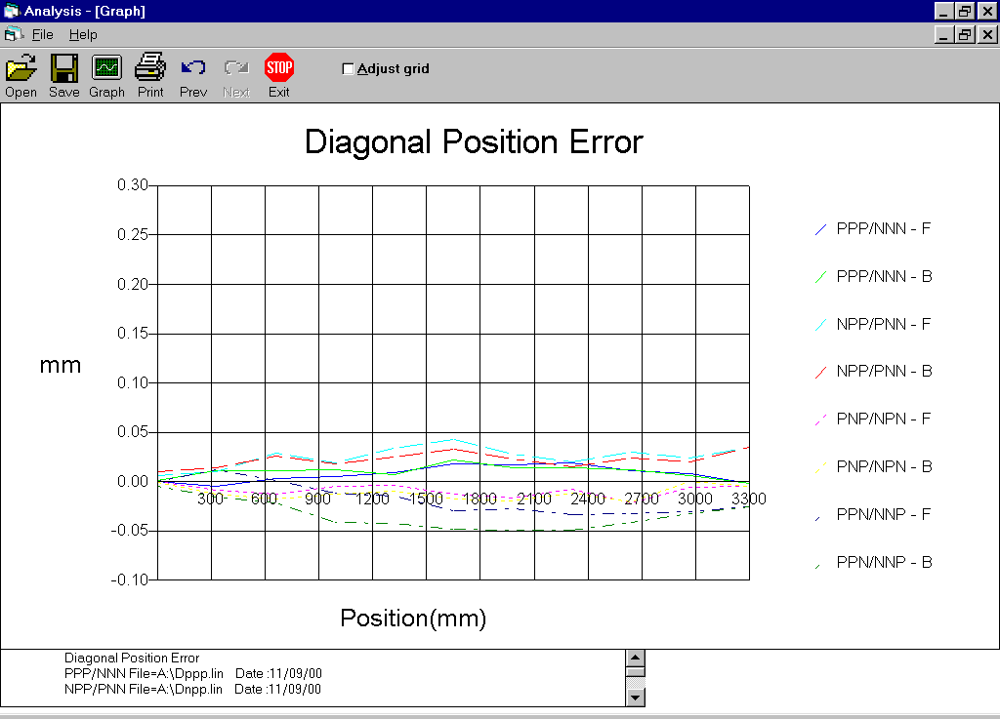 Analysis - [Graph]
File Help
Open Save Graph Print Prev Next STOP Exit Adjust grid
Diagonal Position Error
0.30
0.25
0.20
0.15
0.10
0.05
0.00
-0.05
-0.10
mm
300 600 900 1200 1500 1800 2100 2400 2700 3000 3300
Position(mm)
PPP/NNN - F
PPP/NNN - B
NPP/PNN - F
NPP/PNN - B
PNP/NPN - F
PNP/NPN - B
PPN/NNP - F
PPN/NNP - B
Diagonal Position Error
PPP/NNN File=A:\Dppp.lin Date :11/09/00
NPP/PNN File=A:\Dnpp.lin Date :11/09/00